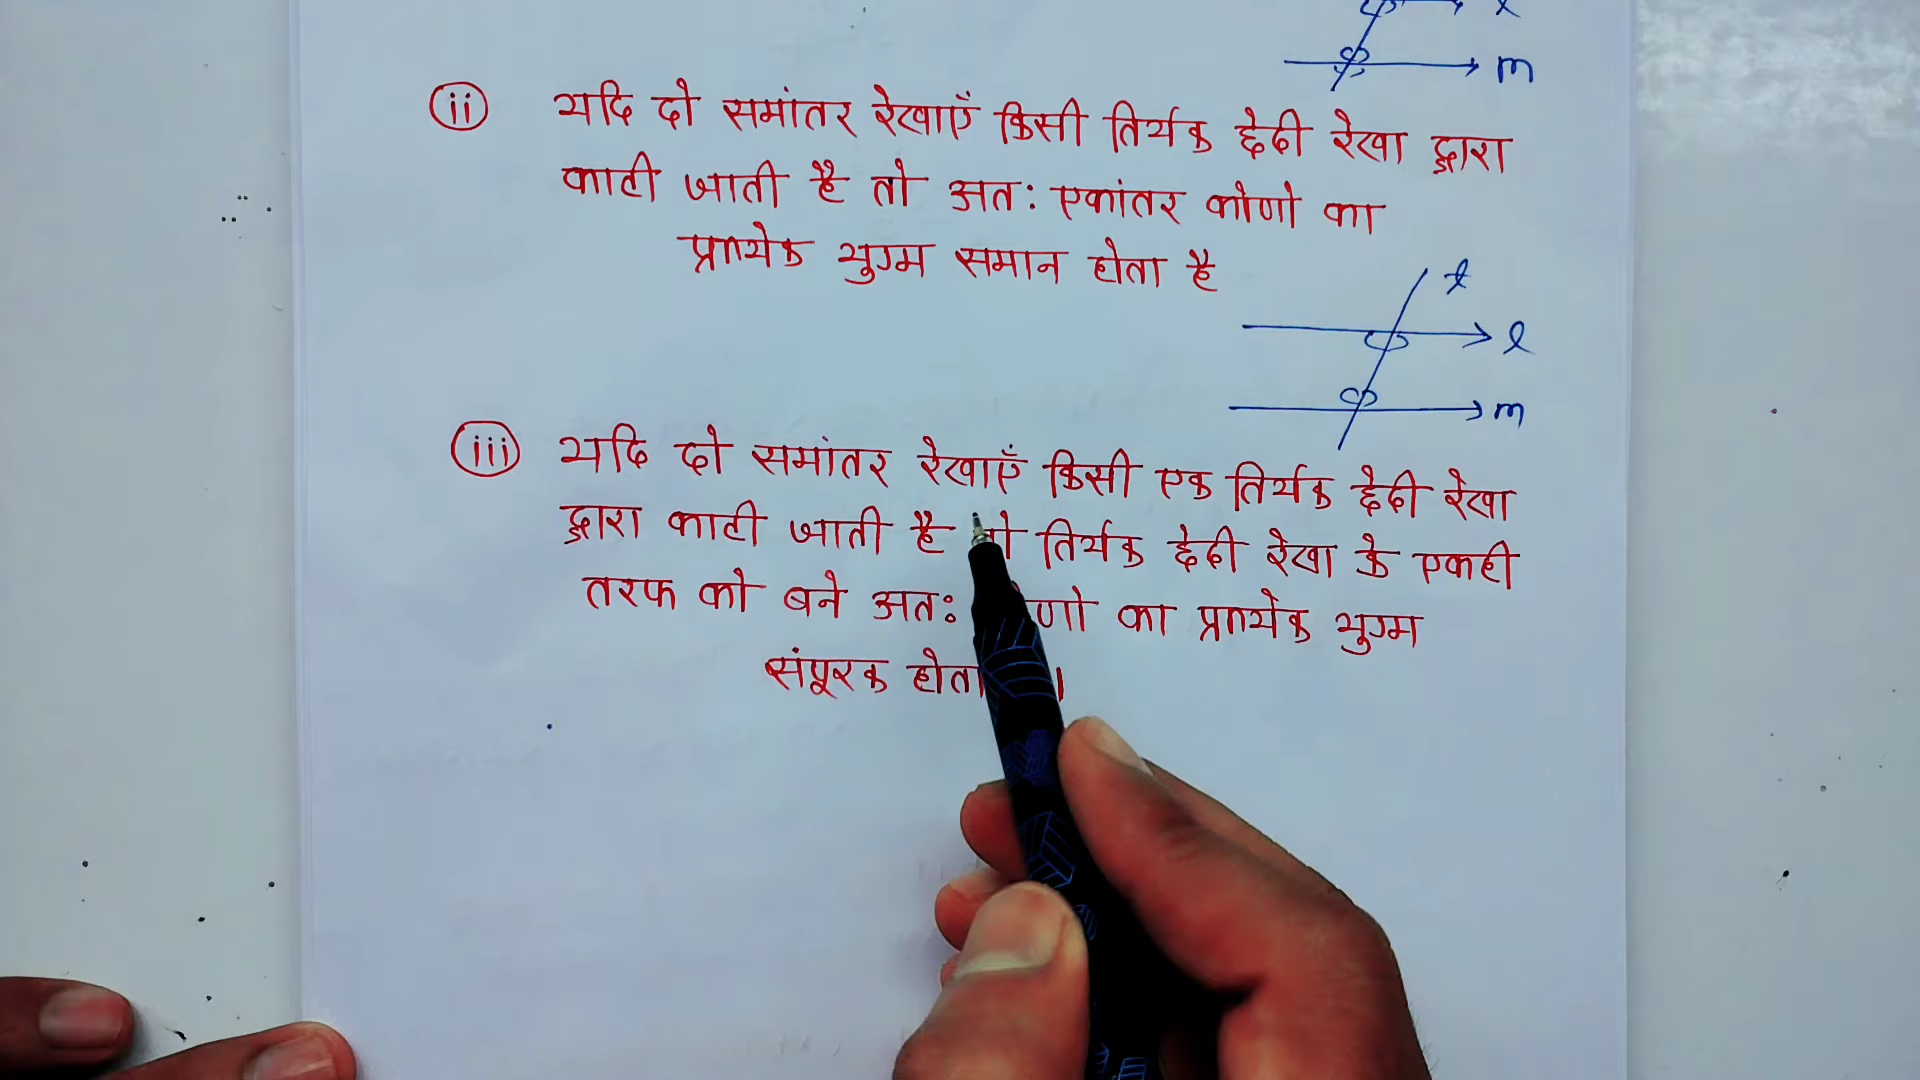 m
ii यदि दो समांतर रेखाएँ किसी तिर्यक छेदी रेखा द्वारा
काटी जाती है तो अतः एकांतर कोणो का
प्रत्येक युग्म समान होता है
t
l
m
iii यदि दो समांतर रेखाएँ किसी एक तिर्यक छेदी रेखा
द्वारा काटी जाती है तिर्यक छेदी रेखा के एकही
तरफ को बने अतः का प्रत्येक युग्म
संपूरक होता ।